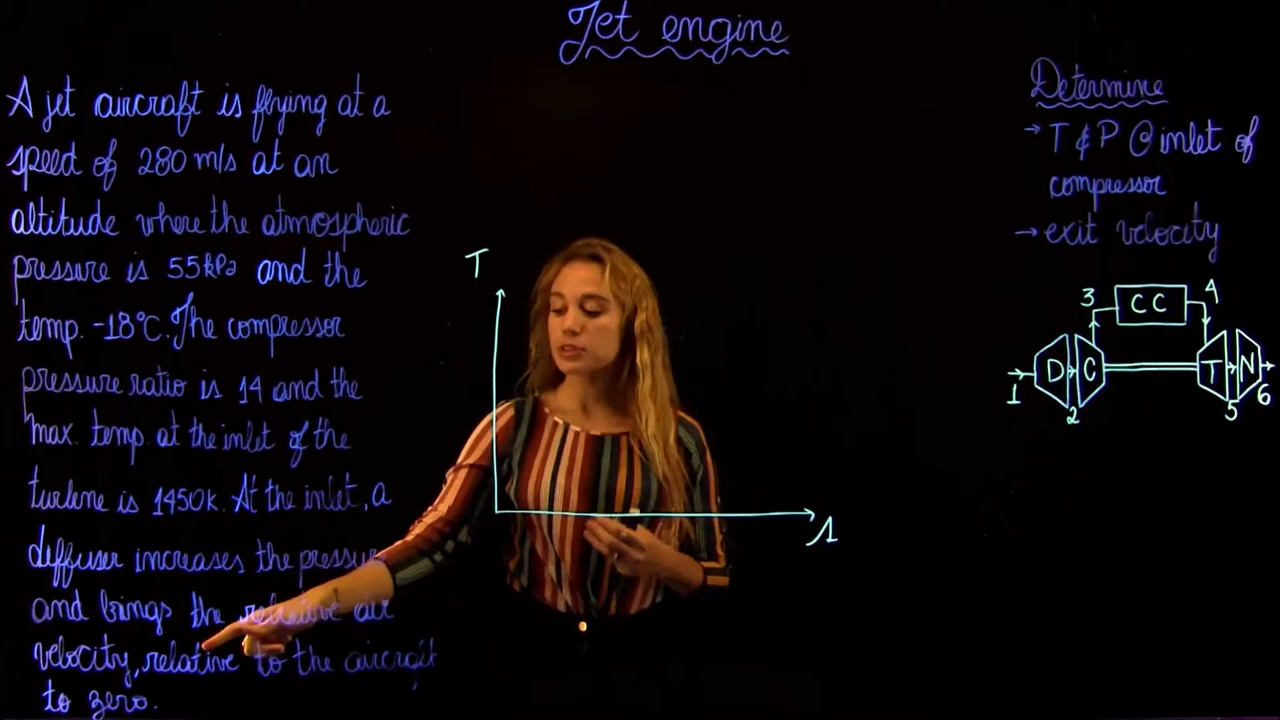 Jet engine
A jet aircraft is flying at a
speed of 280 m/s at an
altitude where the atmospheric
pressure is 55kPa and the
temp. -18°C. The compressor
pressure ratio is 14 and the
max. temp. at the inlet of the
turbine is 1450K. At the inlet, a
diffuser increases the pressure
and brings the relative air
velocity, relative to the aircraft
to zero.
T
s
Determine
→ T & P @ inlet of
compressor
→ exit velocity
3 CC 4
1 D C T N
2 5 6